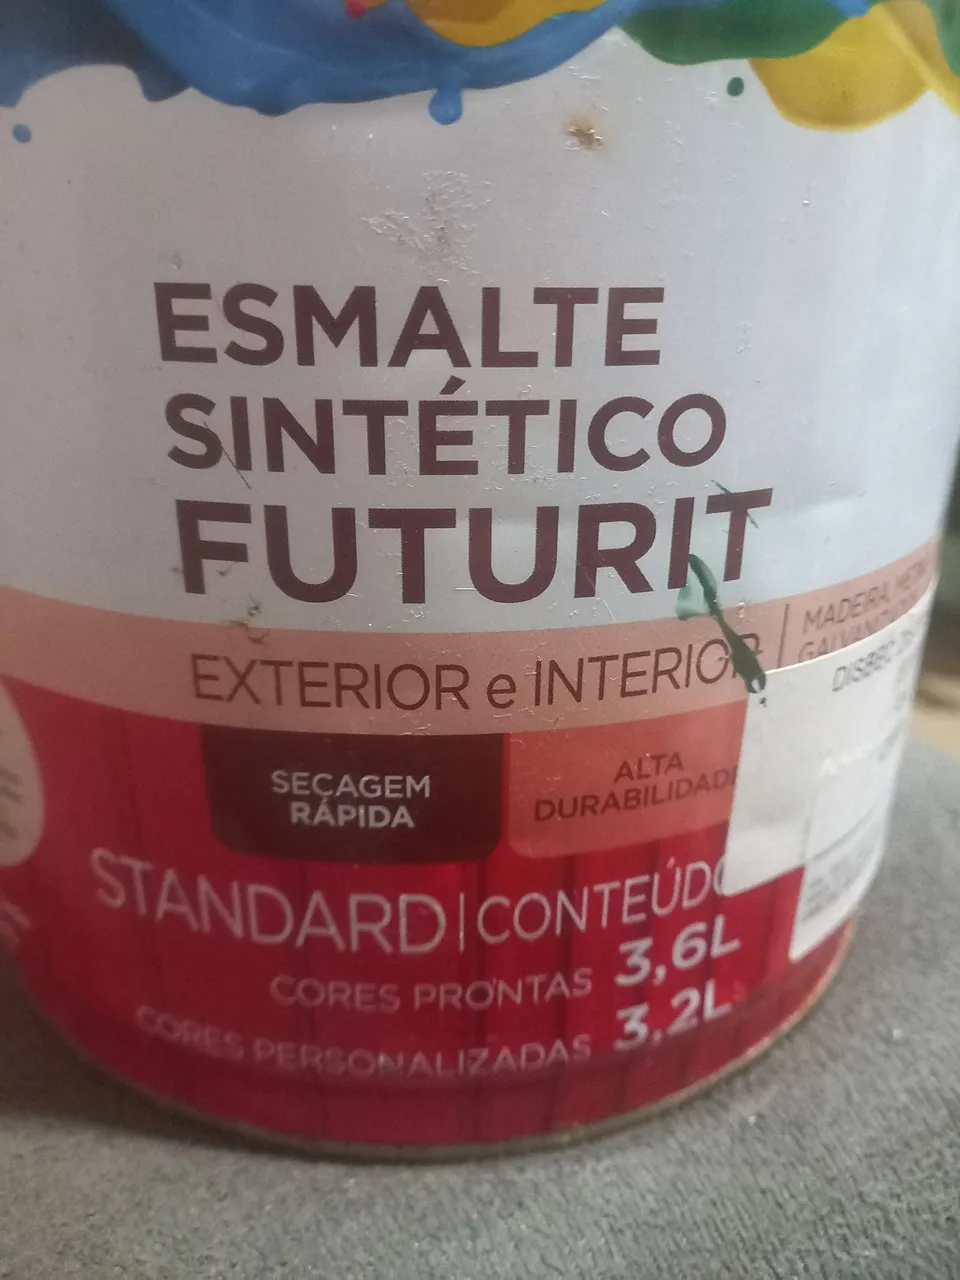 ESMALTE
SINTÉTICO
FUTURIT
EXTERIOR e INTERIOR
MADEIRA,
SECAGEM
RÁPIDA
ALTA
DURABILIDADE
STANDARD | CONTEÚDO
CORES PRONTAS 3,6L
CORES PERSONALIZADAS 3,2L